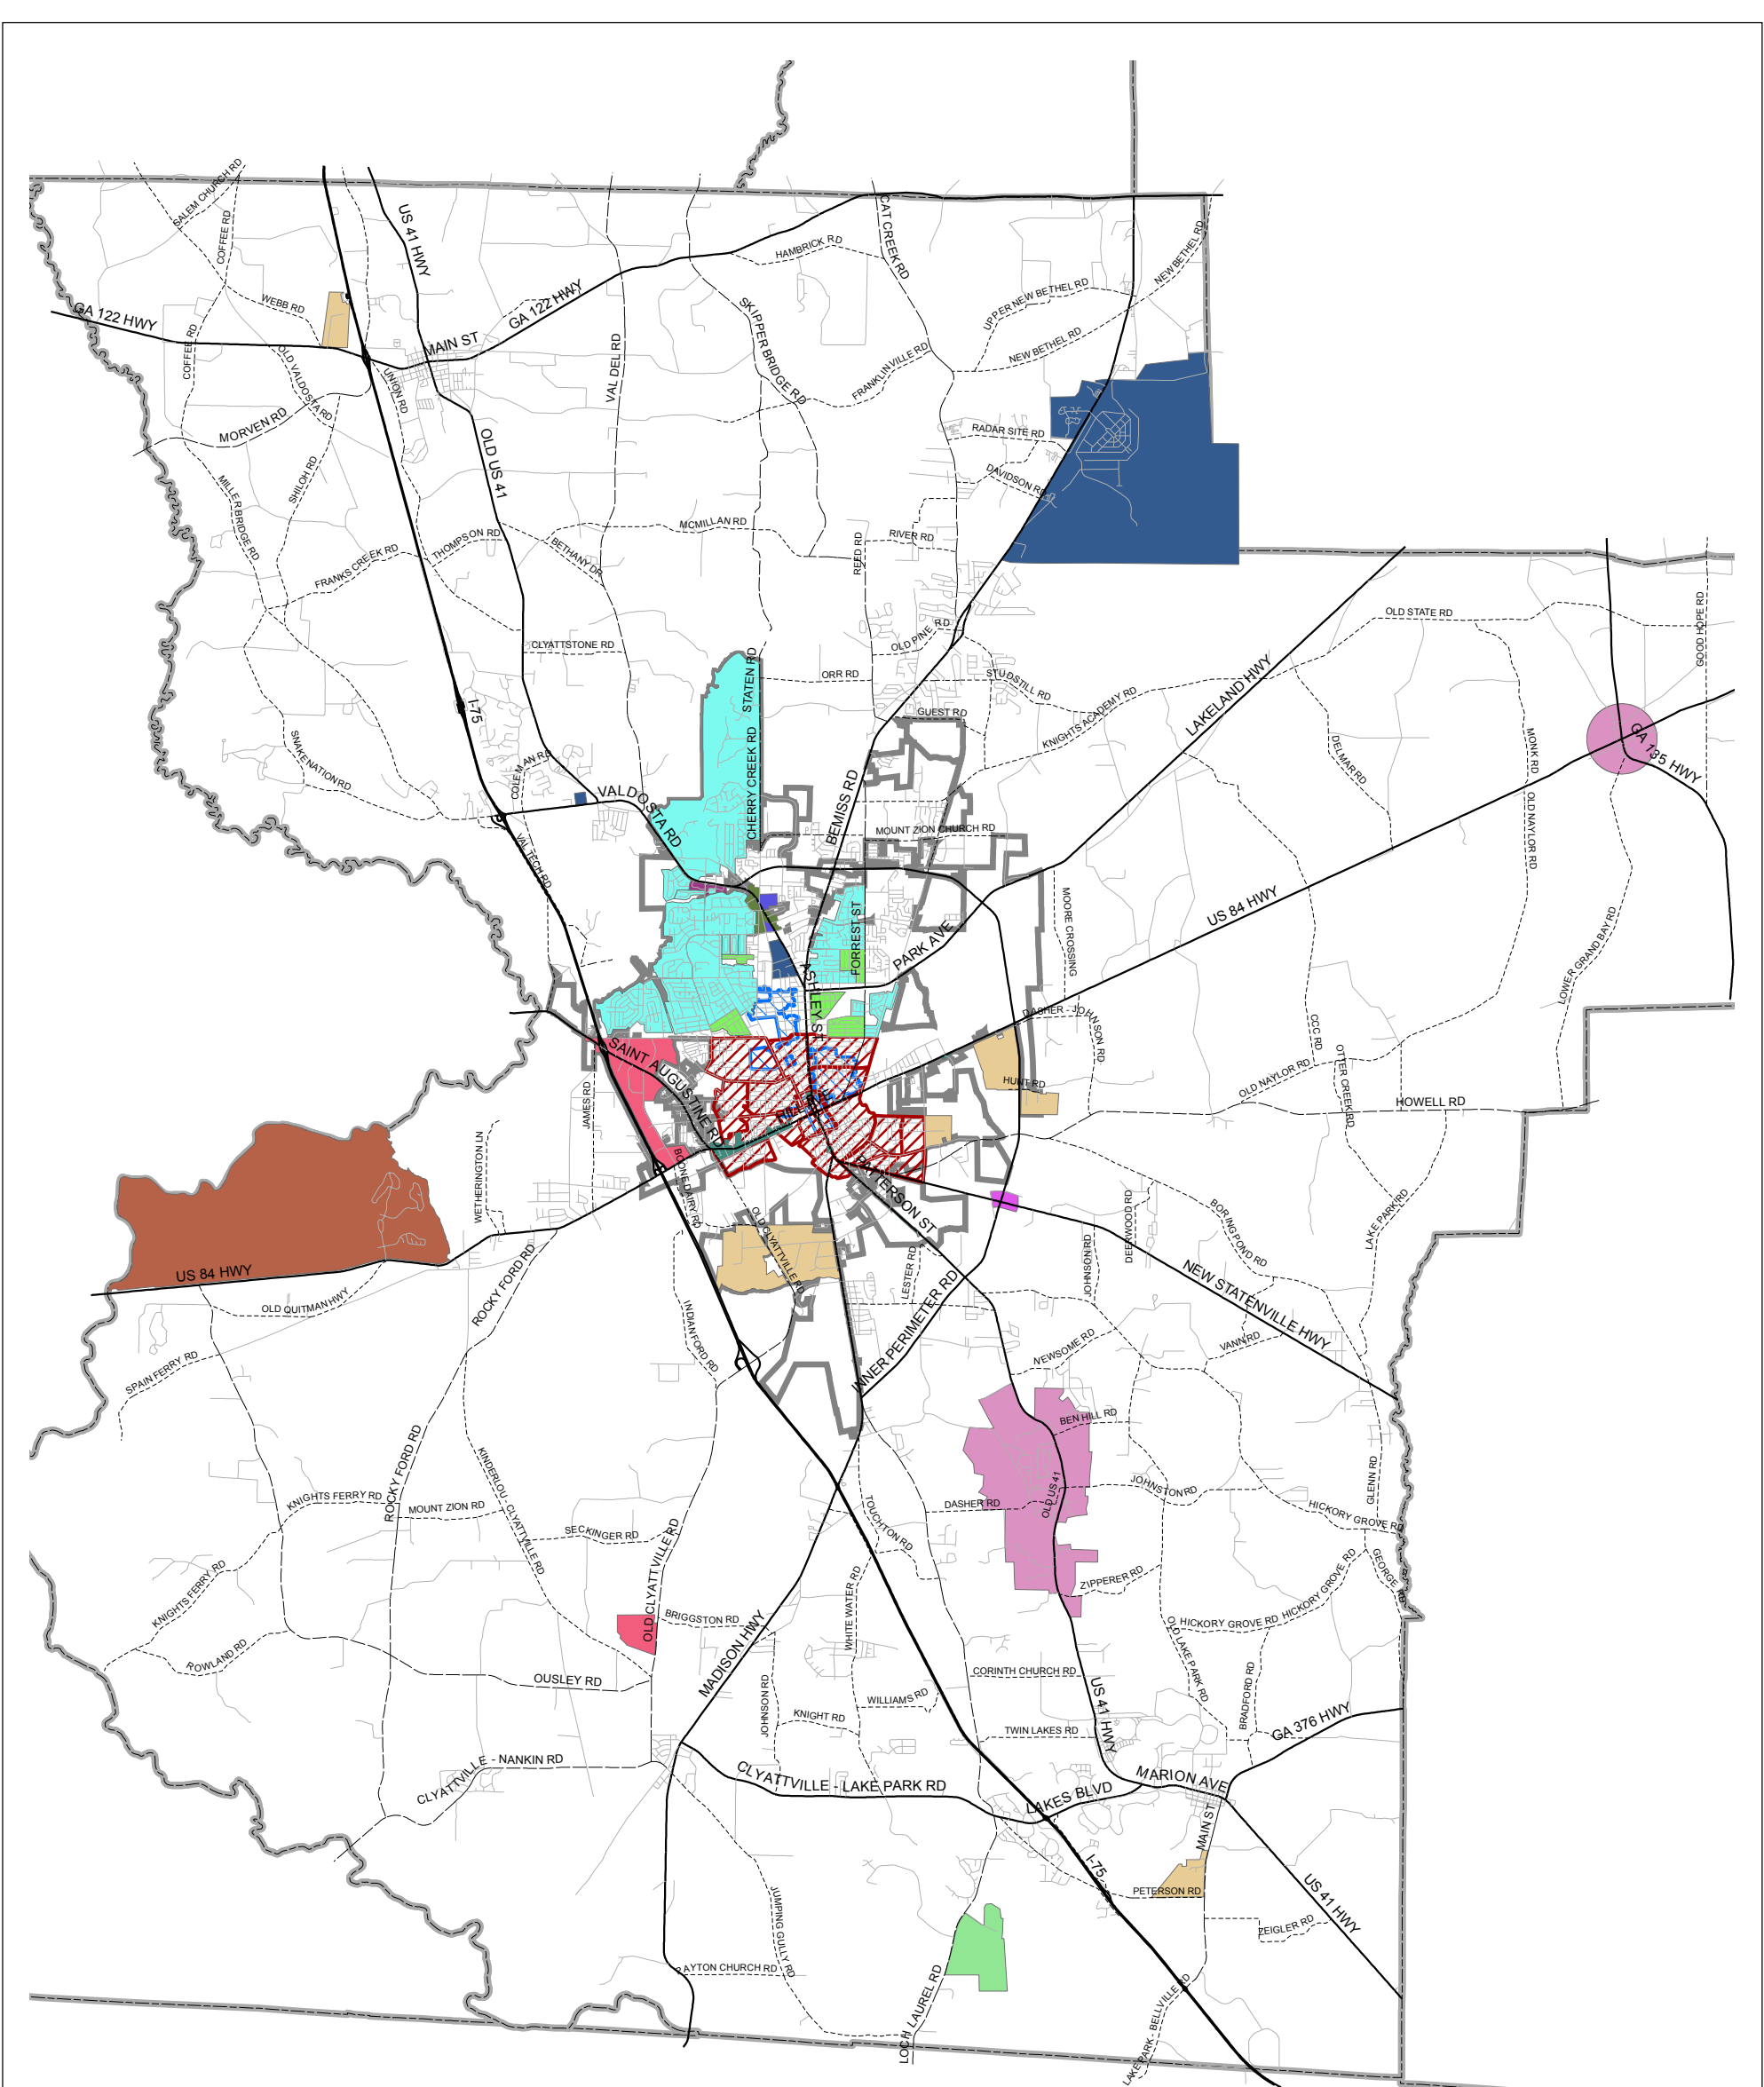 SALEM CHURCH RD
COFFEE RD
US 41 HWY
CAT CREEK RD
HAMBRICK RD
NEW BETHEL RD
UPPER NEW BETHEL RD
WEBB RD
GA 122 HWY
GA 122 HWY
SKIPPER BRIDGE RD
MAIN ST
NEW BETHEL RD
COFFEE RD
OLD VALDOSTA RD
UNION RD
VAL DEL RD
FRANKLINVILLE RD
MORVEN RD
OLD US 41
RADAR SITE RD
SHILOH RD
MILLER BRIDGE RD
DAVIDSON RD
MCMILLAN RD
THOMPSON RD
BETHANY DR
REED RD
RIVER RD
FRANKS CREEK RD
OLD STATE RD
GOOD HOPE RD
CLYATTSTONE RD
OLD PINE RD
STATEN RD
ORR RD
STUDSTILL RD
LAKELAND HWY
I-75
GUEST RD
KNIGHTS ACADEMY RD
SNAKE NATION RD
COLEMAN RD
CHERRY CREEK RD
DELMAR RD
MONK RD
GA 135 HWY
VALDOSTA RD
BEMISS RD
MOUNT ZION CHURCH RD
OLD NAYLOR RD
VAL TECH RD
MOORE CROSSING
US 84 HWY
FORREST ST
PARK AVE
LOWER GRAND BAY RD
ASHLEY ST
DASHER - JOHNSON RD
CCC RD
SAINT AUGUSTINE RD
OTTER CREEK RD
OLD NAYLOR RD
HUNT RD
HOWELL RD
JAMES RD
HILL AVE
WETHERINGTON LN
BOONE DAIRY RD
PATTERSON ST
OLD CLYATTVILLE RD
DEERWOOD RD
BORING POND RD
LAKE PARK RD
US 84 HWY
OLD QUITMAN HWY
ROCKY FORD RD
LESTER RD
JOHNSON RD
NEW STATENVILLE HWY
INDIAN FORD RD
INNER PERIMETER RD
NEWSOME RD
VANN RD
SPAIN FERRY RD
BEN HILL RD
ROCKY FORD RD
KINDERLOU - CLYATTVILLE RD
OLD US 41
JOHNSTON RD
GLENN RD
KNIGHTS FERRY RD
MOUNT ZION RD
DASHER RD
HICKORY GROVE RD
TOUCHTON RD
SECKINGER RD
OLD CLYATTVILLE RD
GEORGE RD
KNIGHTS FERRY RD
WHITE WATER RD
ZIPPERER RD
HICKORY GROVE RD
BRIGGSTON RD
HICKORY GROVE RD
ROWLAND RD
MADISON HWY
OLD LAKE PARK RD
OUSLEY RD
CORINTH CHURCH RD
WILLIAMS RD
JOHNSON RD
KNIGHT RD
US 41 HWY
BRADFORD RD
TWIN LAKES RD
GA 376 HWY
CLYATTVILLE - NANKIN RD
CLYATTVILLE - LAKE PARK RD
MARION AVE
LAKES BLVD
MAIN ST
I-75
PETERSON RD
US 41 HWY
JUMPING GULLY RD
ZEIGLER RD
PAYTON CHURCH RD
LOCH LAUREL RD
LAKE PARK - BELLVILLE RD